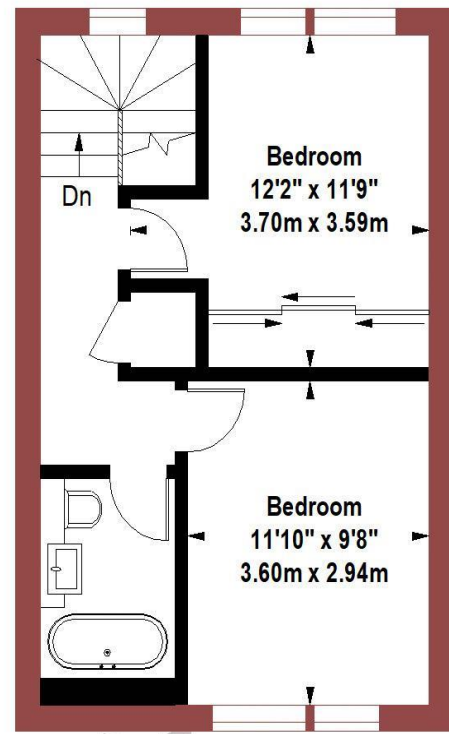 Bedroom
12'2" x 11'9"
3.70m x 3.59m
Dn
Bedroom
11'10" x 9'8"
3.60m x 2.94m